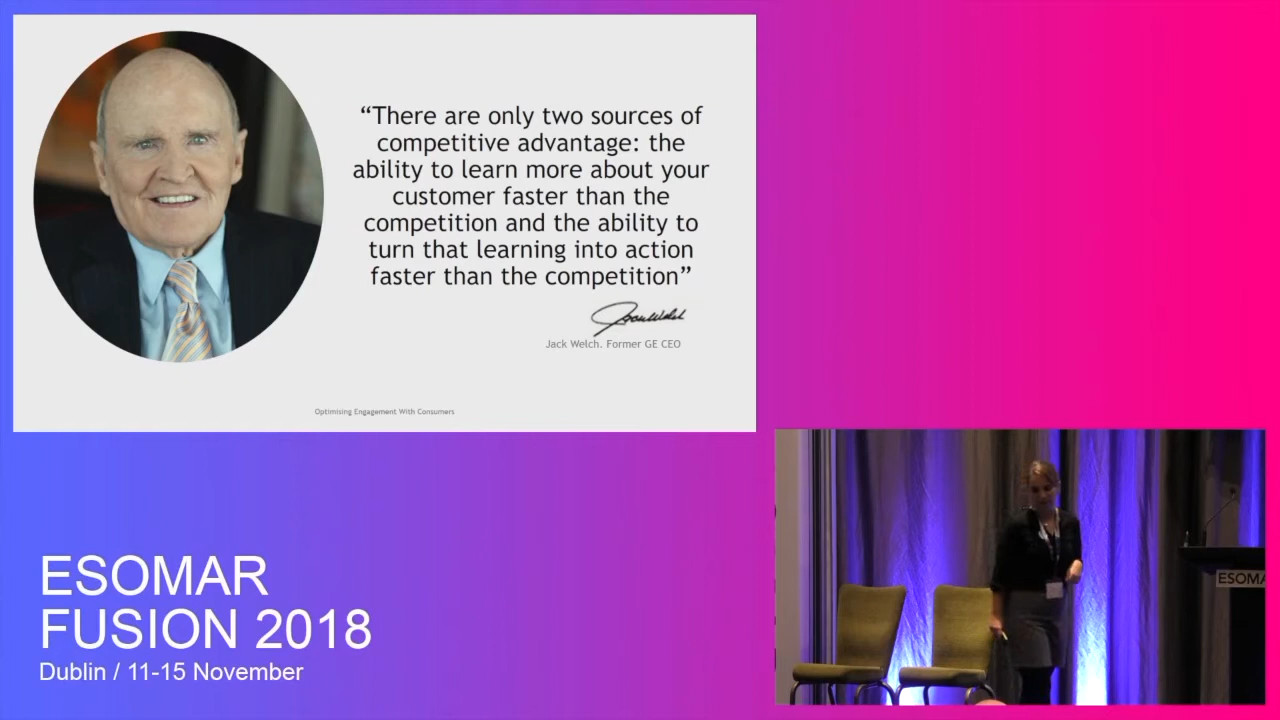 “There are only two sources of
competitive advantage: the
ability to learn more about your
customer faster than the
competition and the ability to
turn that learning into action
faster than the competition”
Jack Welch. Former GE CEO
Optimising Engagement With Consumers
ESOMAR
FUSION 2018
Dublin / 11-15 November
ESOMA